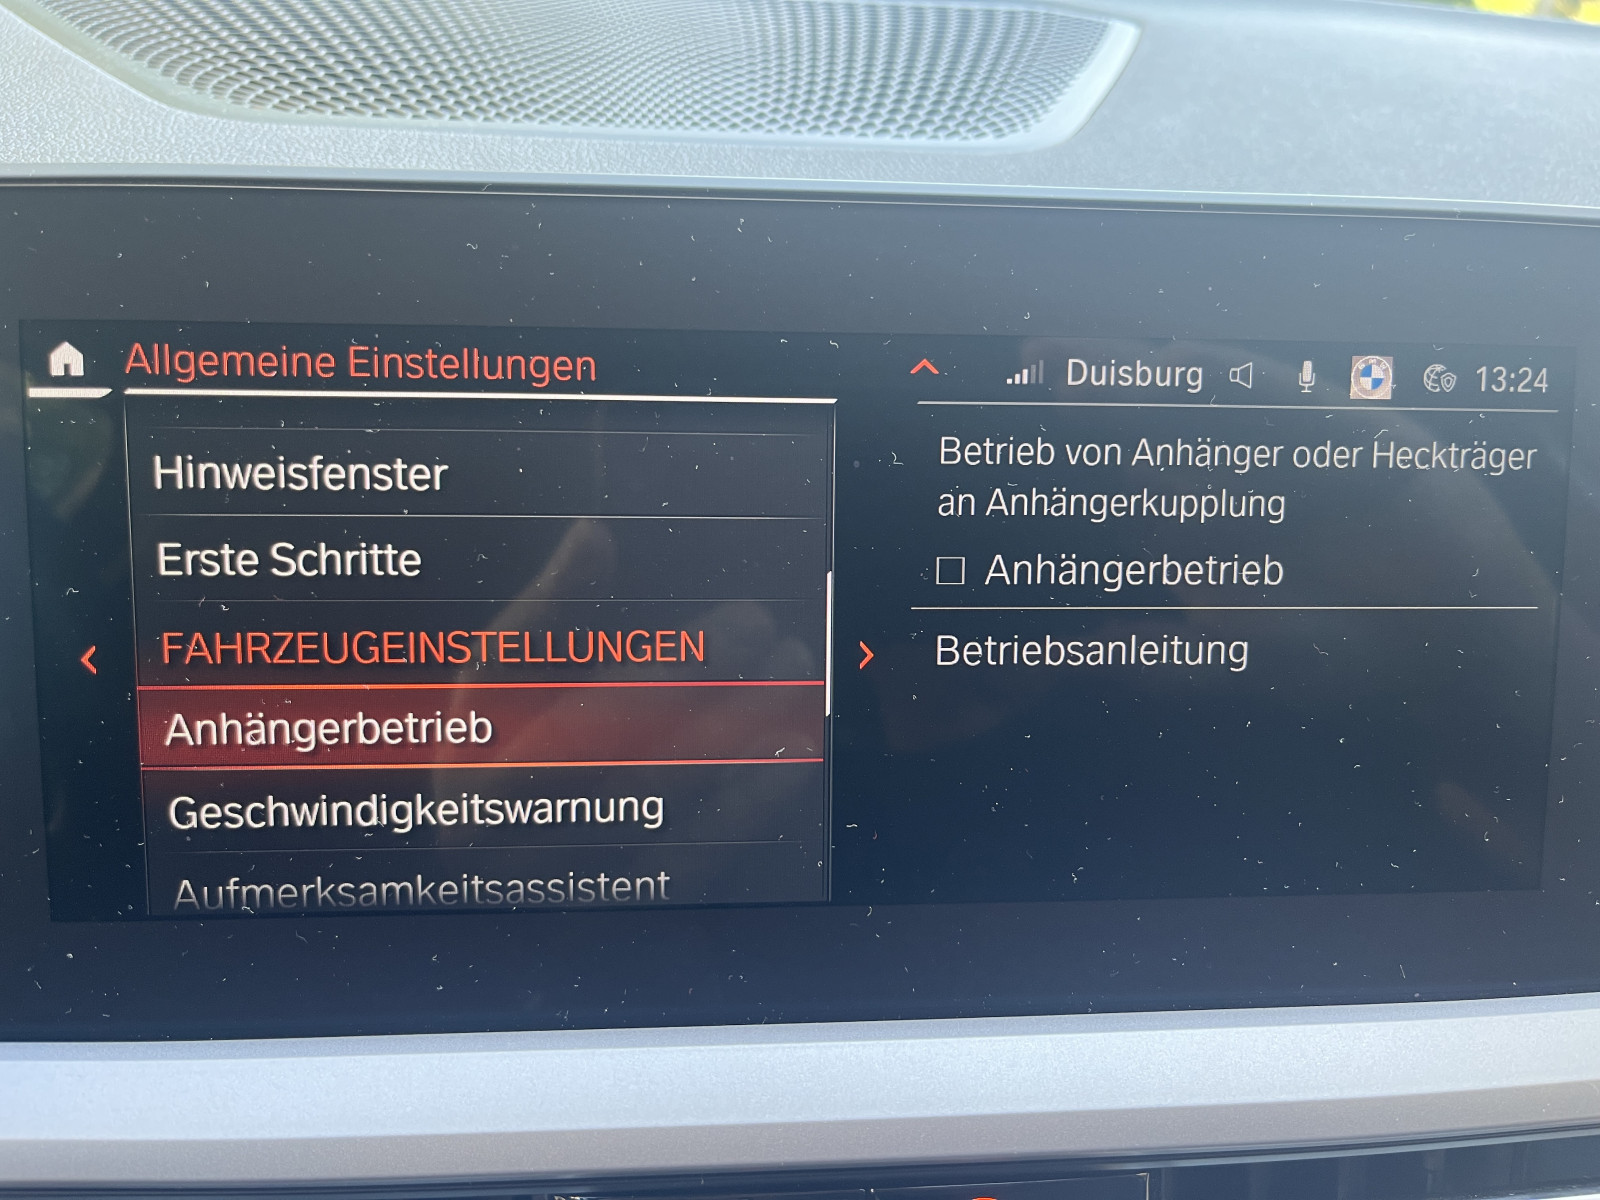 Allgemeine Einstellungen
Duisburg
13:24
Hinweisfenster
Erste Schritte
FAHRZEUGEINSTELLUNGEN
Anhängerbetrieb
Geschwindigkeitswarnung
Aufmerksamkeitsassistent
Betrieb von Anhänger oder Heckträger
an Anhängerkupplung
Anhängerbetrieb
Betriebsanleitung